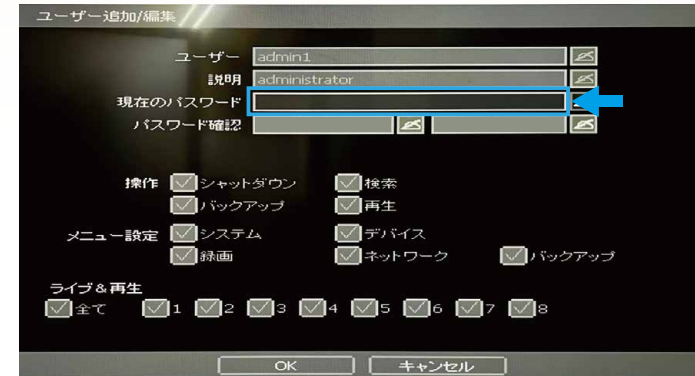 ユーザー追加/編集
ユーザー admin1
説明 administrator
現在のパスワード
パスワード確認
操作 シャットダウン 検索
バックアップ 再生
メニュー設定 システム デバイス
録画 ネットワーク バックアップ
ライブ&再生
全て 1 2 3 4 5 6 7 8
OK キャンセル